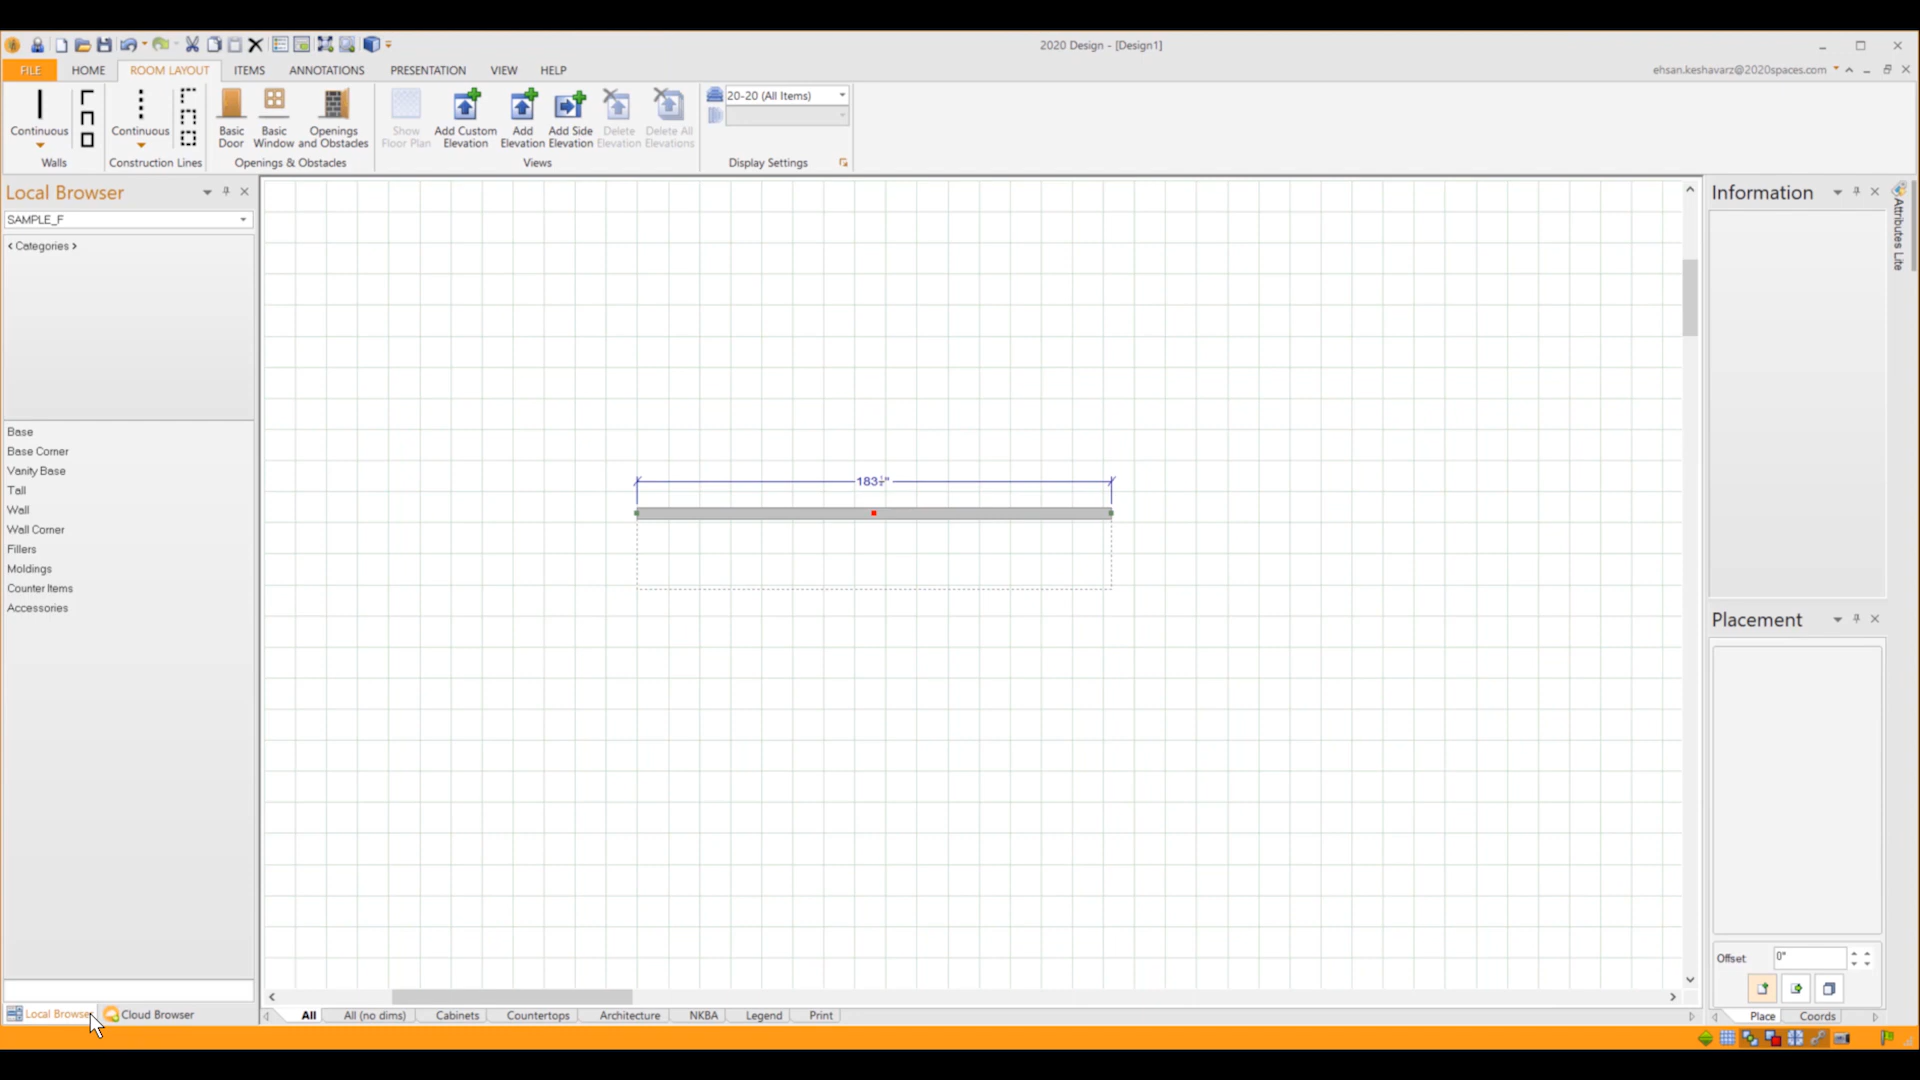 2020 Design - [Design1]
FILE HOME ROOM LAYOUT ITEMS ANNOTATIONS PRESENTATION VIEW HELP
ehsan.keshavarz@2020spaces.com
Continuous
Walls
Continuous
Construction Lines
Basic Door
Basic Window
Openings and Obstacles
Openings & Obstacles
Show Floor Plan
Add Custom Elevation
Add Elevation
Add Side Elevation
Delete Elevation
Delete All Elevations
Views
20-20 (All Items)
Display Settings
Local Browser
SAMPLE_F
< Categories >
Base
Base Corner
Vanity Base
Tall
Wall
Wall Corner
Fillers
Moldings
Counter Items
Accessories
Local Browser Cloud Browser
All All (no dims) Cabinets Countertops Architecture NKBA Legend Print
Information
Attributes Lite
Placement
Offset 0"
Place Coords